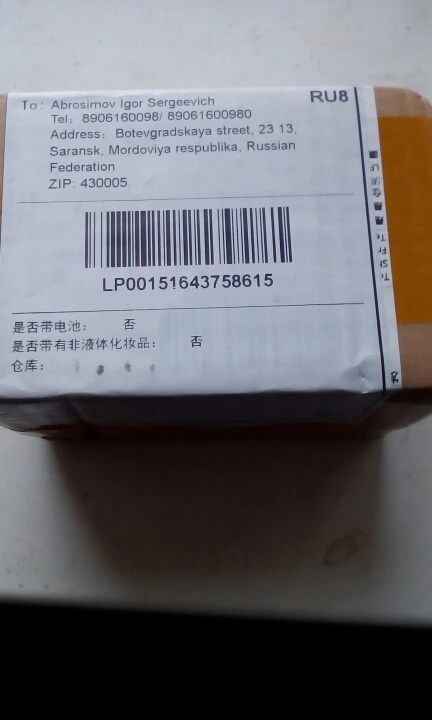 To: Abrosimov Igor Sergeevich
RU8
Tel: 8906160098/ 89061600980
Address: Botevgradskaya street, 23 13,
Saransk, Mordoviya respublika, Russian
Federation
ZIP: 430005
LP00151643758615
是否带电池: 否
是否带有非液体化妆品: 否
仓库: